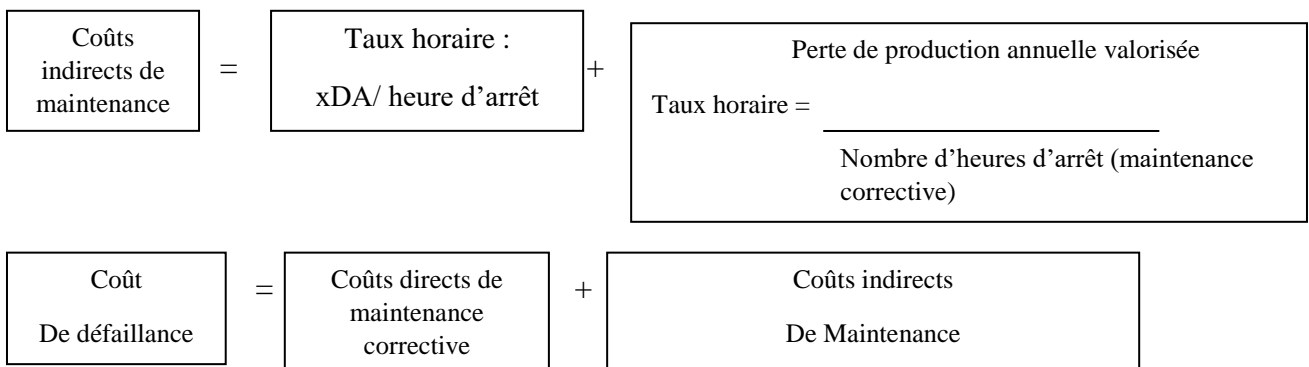 Coûts
indirects de
maintenance
=
Taux horaire :
xDA/ heure d’arrêt
+
Perte de production annuelle valorisée
Taux horaire =
Nombre d’heures d’arrêt (maintenance
corrective)
Coût
De défaillance
=
Coûts directs de
maintenance
corrective
+
Coûts indirects
De Maintenance